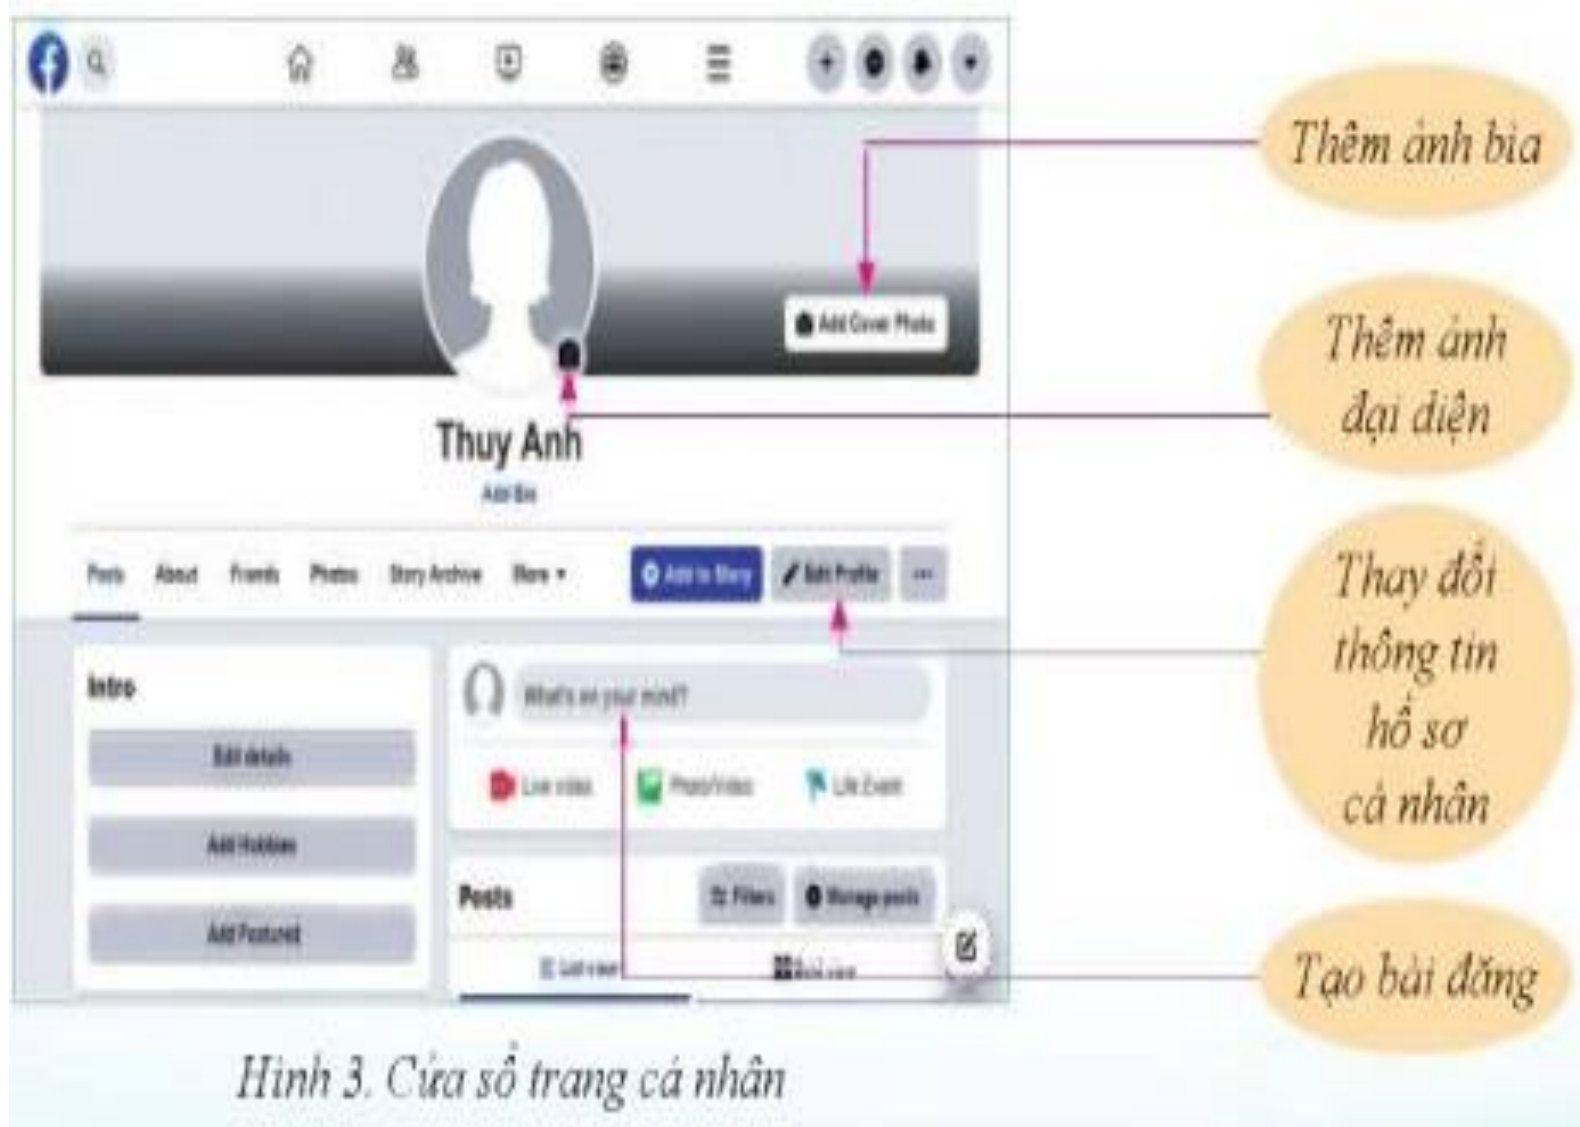 Thêm ảnh bìa
Add Cover Photo
Thêm ảnh
đại diện
Thuy Anh
Add Bio
Posts About Friends Photos Story Archive More
Add to Story Edit Profile
Thay đổi
thông tin
hồ sơ
cá nhân
Intro
What's on your mind?
Edit details
Live video Photo/Video Life Event
Add Hobbies
Posts Filters Manage posts
Add Featured
List view
Tạo bài đăng
Hình 3. Cửa sổ trang cá nhân